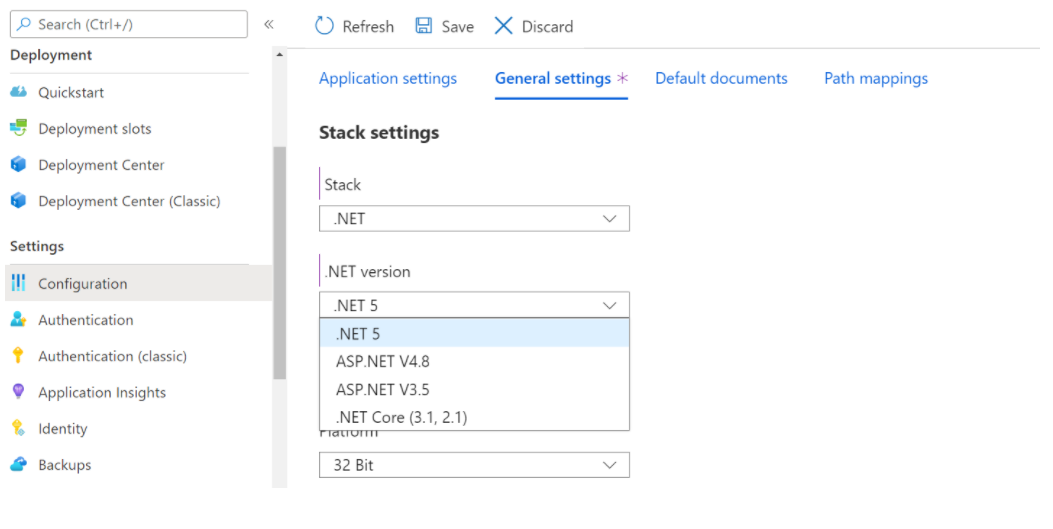 Search (Ctrl+/)
«
Deployment
Quickstart
Deployment slots
Deployment Center
Deployment Center (Classic)
Settings
Configuration
Authentication
Authentication (classic)
Application Insights
Identity
Backups
Refresh Save Discard
Application settings General settings * Default documents Path mappings
Stack settings
Stack
.NET
.NET version
.NET 5
.NET 5
ASP.NET V4.8
ASP.NET V3.5
.NET Core (3.1, 2.1)
Platform
32 Bit